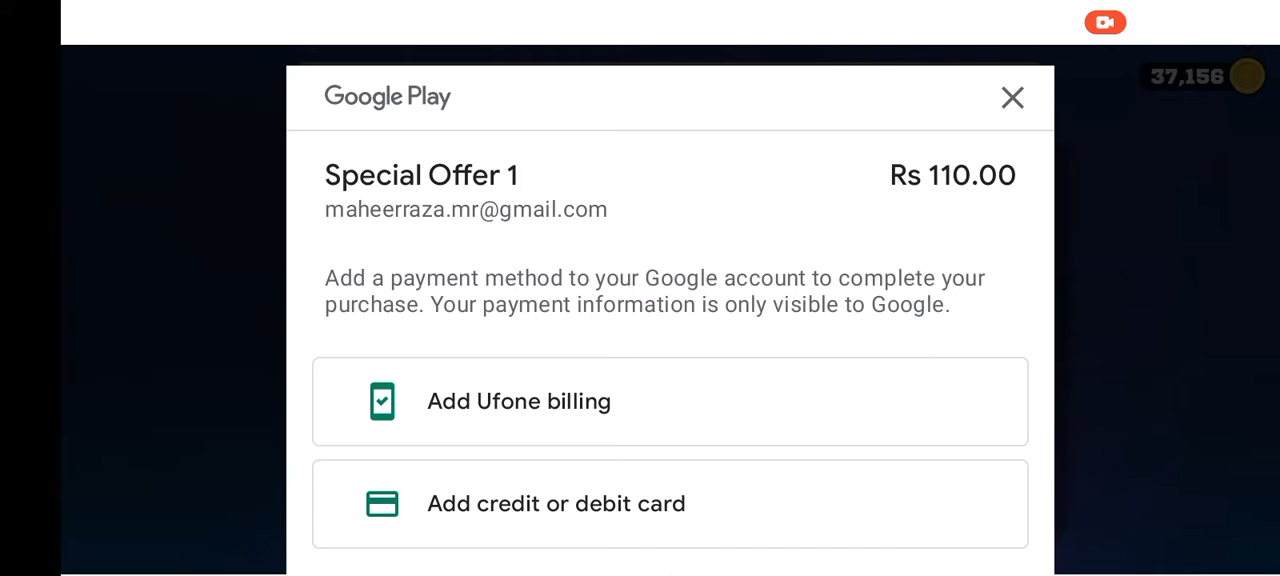 37,156
Google Play
Special Offer 1
Rs 110.00
maheerraza.mr@gmail.com
Add a payment method to your Google account to complete your
purchase. Your payment information is only visible to Google.
Add Ufone billing
Add credit or debit card